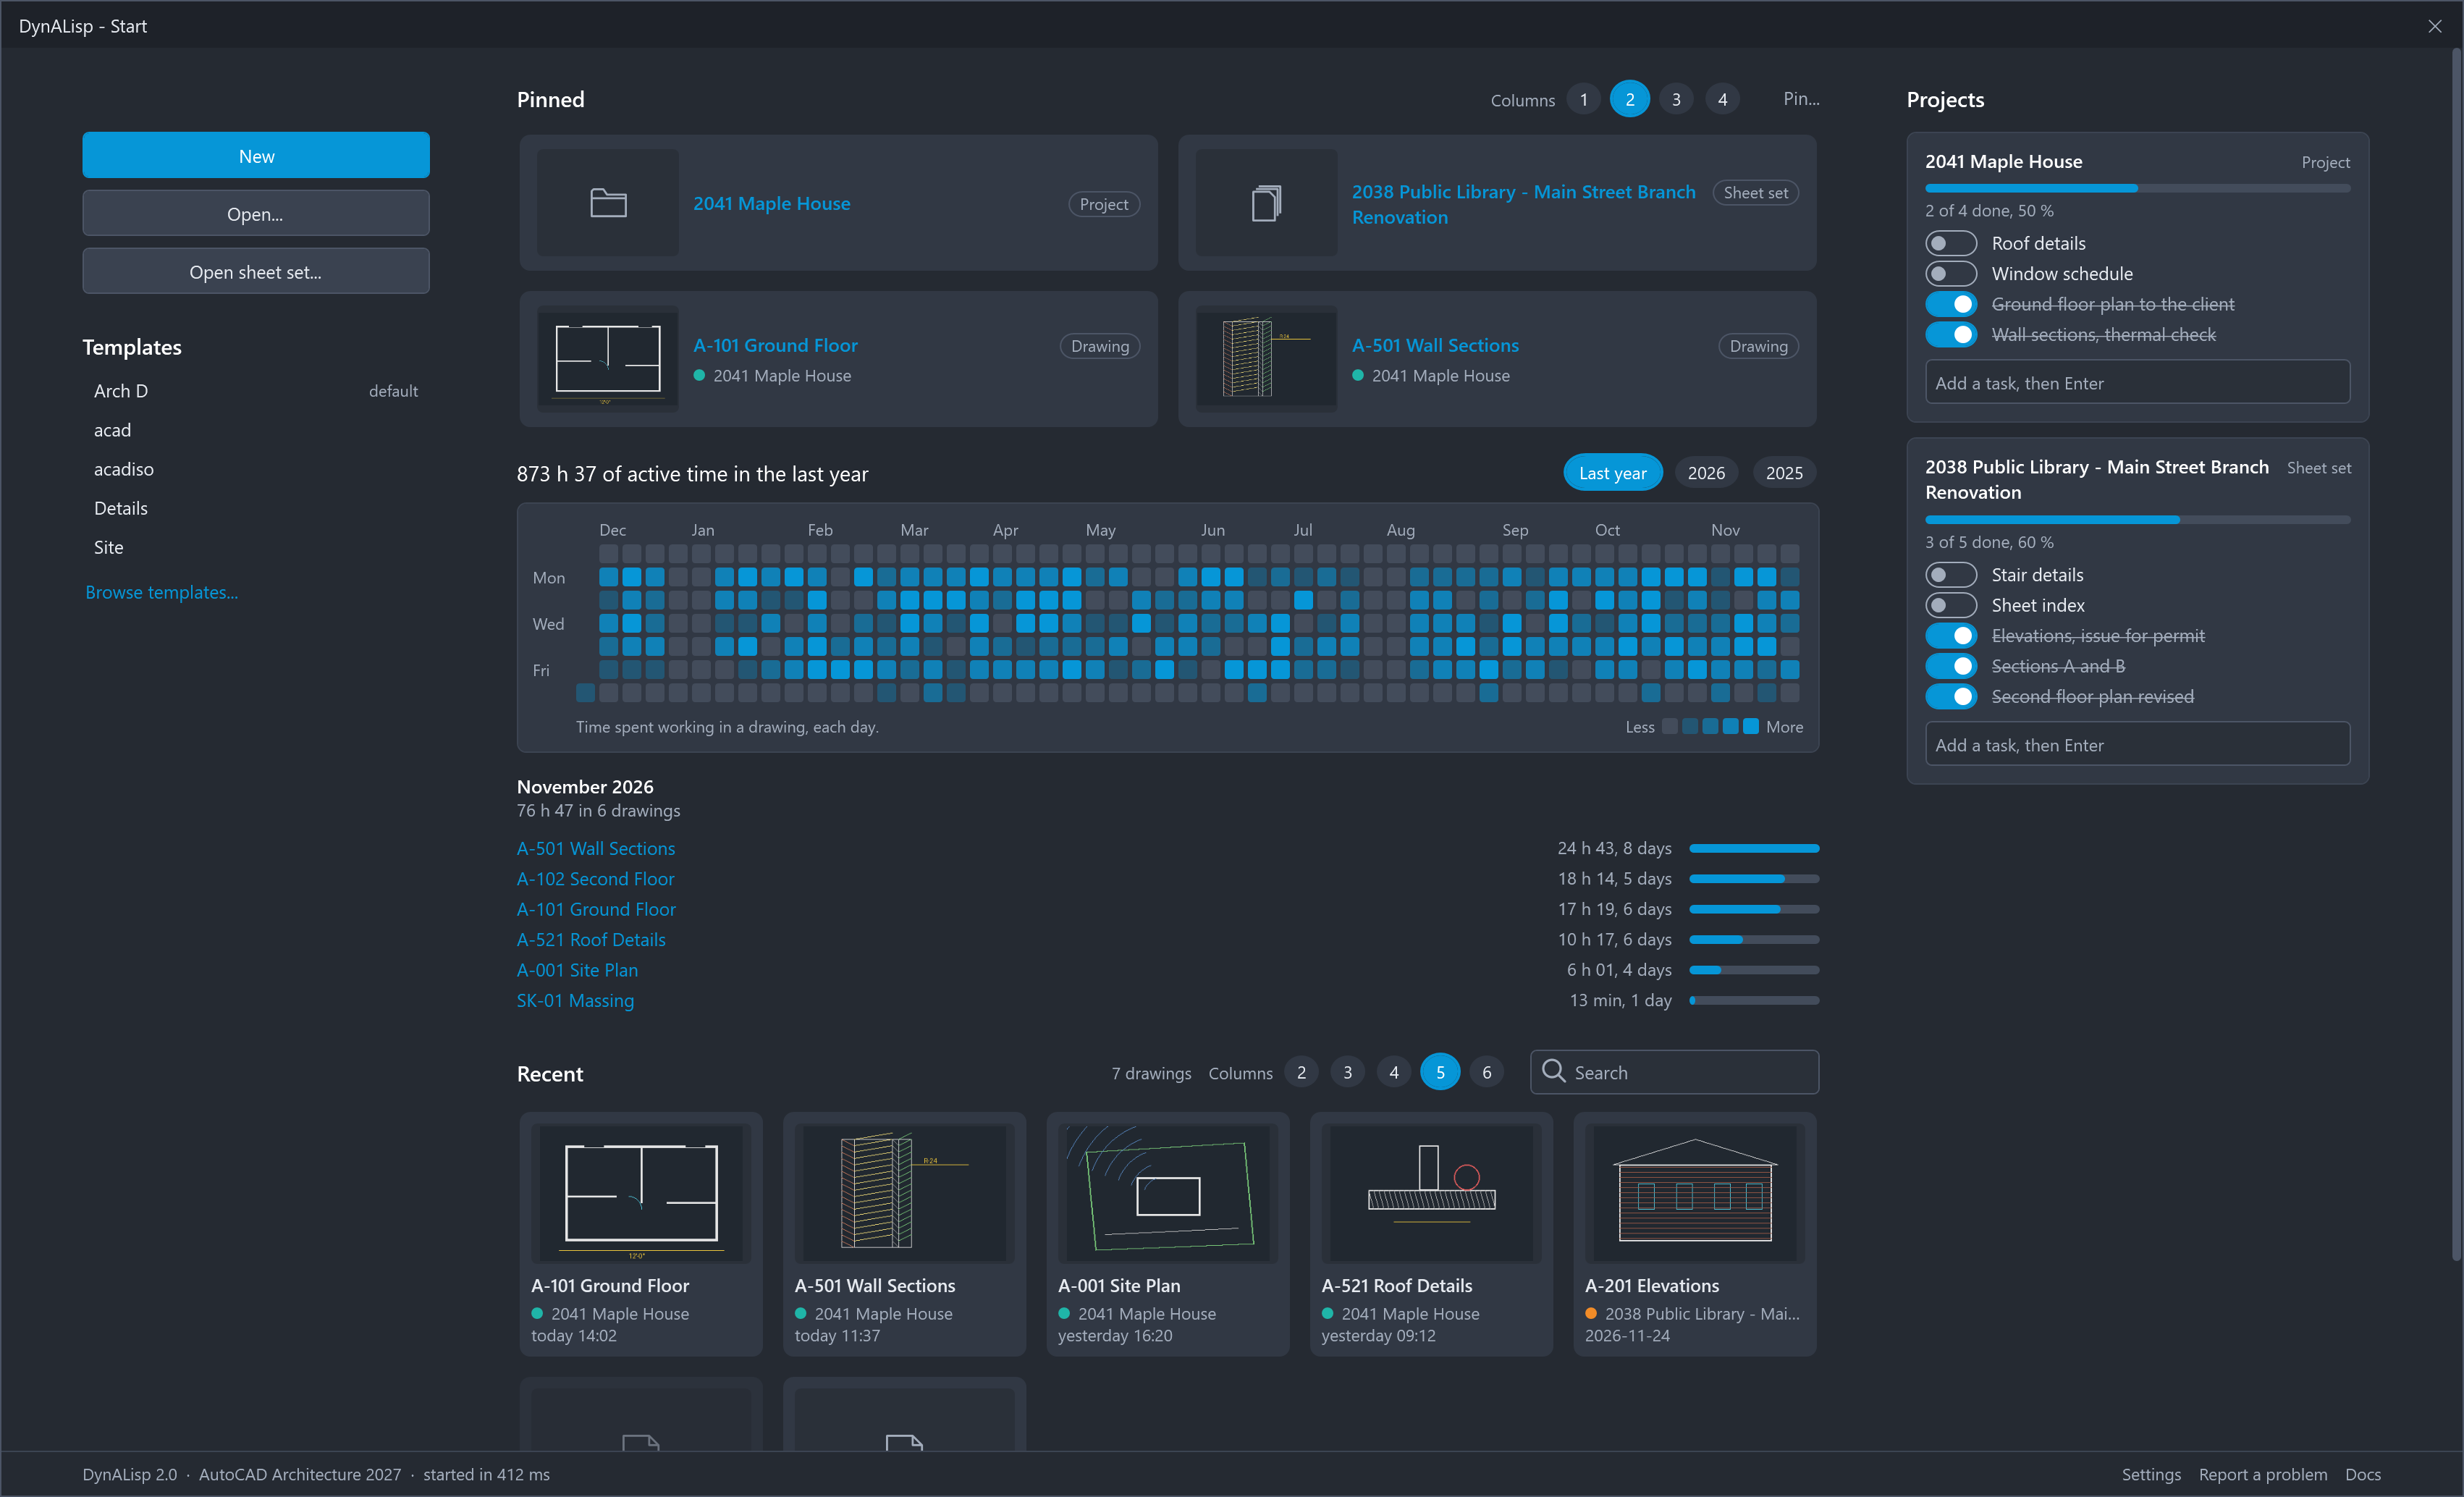 DynALisp - Start
New
Open...
Open sheet set...
Templates
Arch D default
acad
acadiso
Details
Site
Browse templates...
Pinned
Columns 1 2 3 4 Pin...
2041 Maple House Project
2038 Public Library - Main Street Branch Sheet set
Renovation
A-101 Ground Floor Drawing
2041 Maple House
12'-0"
A-501 Wall Sections Drawing
2041 Maple House
R-24
873 h 37 of active time in the last year
Last year 2026 2025
Dec Jan Feb Mar Apr May Jun Jul Aug Sep Oct Nov
Mon
Wed
Fri
Time spent working in a drawing, each day.
Less More
November 2026
76 h 47 in 6 drawings
A-501 Wall Sections 24 h 43, 8 days
A-102 Second Floor 18 h 14, 5 days
A-101 Ground Floor 17 h 19, 6 days
A-521 Roof Details 10 h 17, 6 days
A-001 Site Plan 6 h 01, 4 days
SK-01 Massing 13 min, 1 day
Recent
7 drawings Columns 2 3 4 5 6
Search
12'-0"
A-101 Ground Floor
2041 Maple House
today 14:02
R-24
A-501 Wall Sections
2041 Maple House
today 11:37
A-001 Site Plan
2041 Maple House
yesterday 16:20
A-521 Roof Details
2041 Maple House
yesterday 09:12
A-201 Elevations
2038 Public Library - Mai...
2026-11-24
Projects
2041 Maple House Project
2 of 4 done, 50 %
Roof details
Window schedule
Ground floor plan to the client
Wall sections, thermal check
Add a task, then Enter
2038 Public Library - Main Street Branch Sheet set
Renovation
3 of 5 done, 60 %
Stair details
Sheet index
Elevations, issue for permit
Sections A and B
Second floor plan revised
Add a task, then Enter
DynALisp 2.0 · AutoCAD Architecture 2027 · started in 412 ms
Settings Report a problem Docs